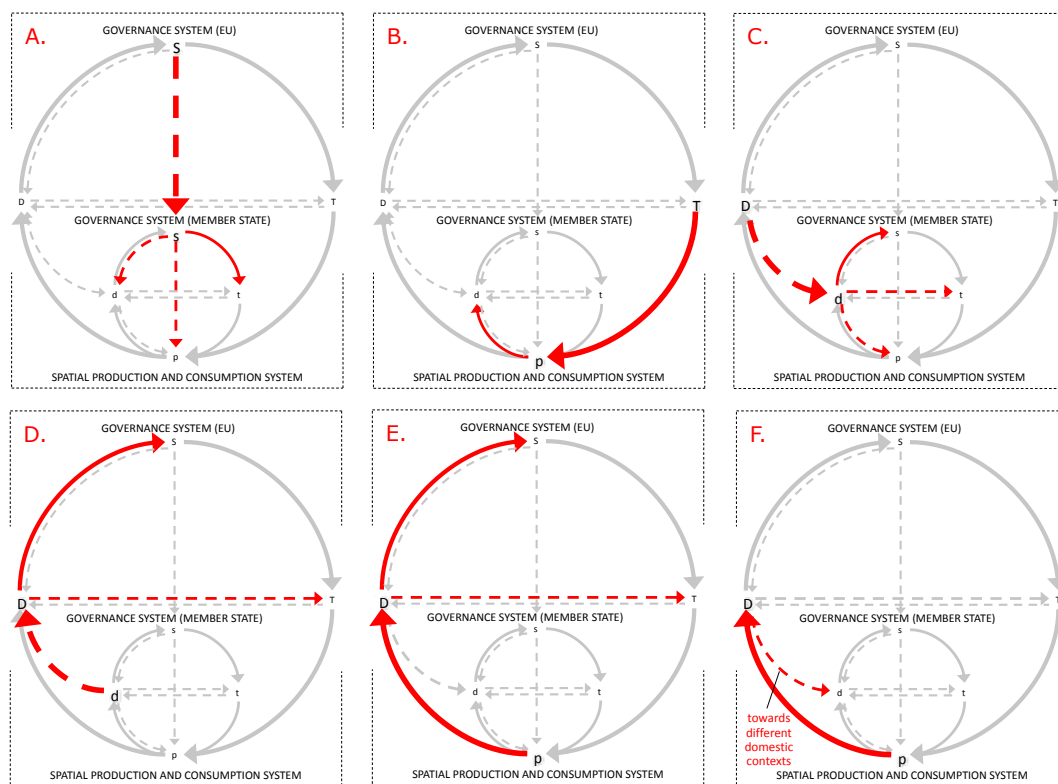 A.
GOVERNANCE SYSTEM (EU)
S
D
T
GOVERNANCE SYSTEM (MEMBER STATE)
s
d
t
p
SPATIAL PRODUCTION AND CONSUMPTION SYSTEM
B.
GOVERNANCE SYSTEM (EU)
s
D
T
GOVERNANCE SYSTEM (MEMBER STATE)
s
d
t
p
SPATIAL PRODUCTION AND CONSUMPTION SYSTEM
C.
GOVERNANCE SYSTEM (EU)
s
D
T
GOVERNANCE SYSTEM (MEMBER STATE)
s
d
t
p
SPATIAL PRODUCTION AND CONSUMPTION SYSTEM
D.
GOVERNANCE SYSTEM (EU)
s
D
T
GOVERNANCE SYSTEM (MEMBER STATE)
s
d
t
p
SPATIAL PRODUCTION AND CONSUMPTION SYSTEM
E.
GOVERNANCE SYSTEM (EU)
s
D
T
GOVERNANCE SYSTEM (MEMBER STATE)
s
d
t
p
SPATIAL PRODUCTION AND CONSUMPTION SYSTEM
F.
GOVERNANCE SYSTEM (EU)
s
D
T
GOVERNANCE SYSTEM (MEMBER STATE)
s
d
t
towards
different
domestic
contexts
p
SPATIAL PRODUCTION AND CONSUMPTION SYSTEM